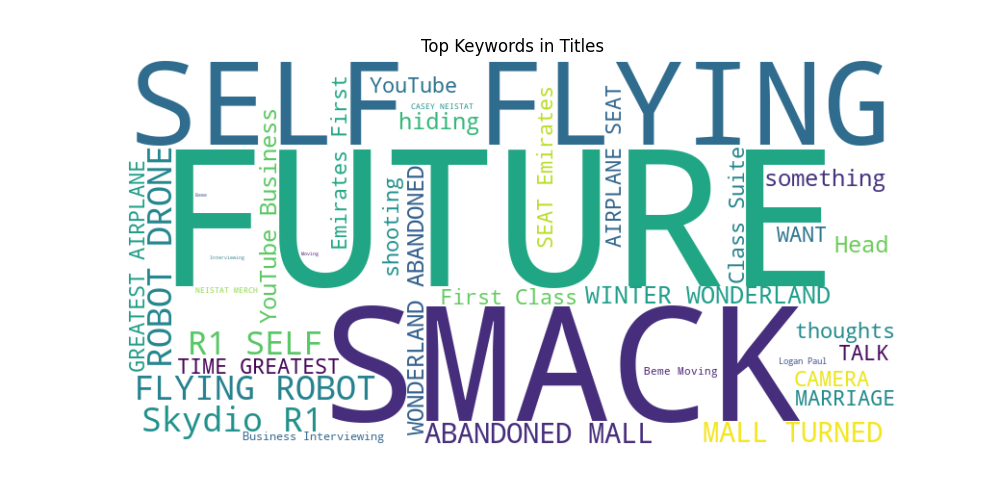 Top Keywords in Titles
SELF FLYING
YouTube
CASEY NEISTAT
hiding
Emirates First
SEAT Emirates
AIRPLANE SEAT
YouTube Business
FUTURE
ROBOT DRONE
GREATEST AIRPLANE
shooting
WONDERLAND ABANDONED
Class Suite
something
WANT
Head
Beme
Interviewing
Moving
NEISTAT MERCH
First Class
WINTER WONDERLAND
SMACK
R1 SELF
TIME GREATEST
FLYING ROBOT
Skydio R1
Business Interviewing
ABANDONED MALL
MALL TURNED
Beme Moving
thoughts
TALK
Logan Paul
CAMERA
MARRIAGE